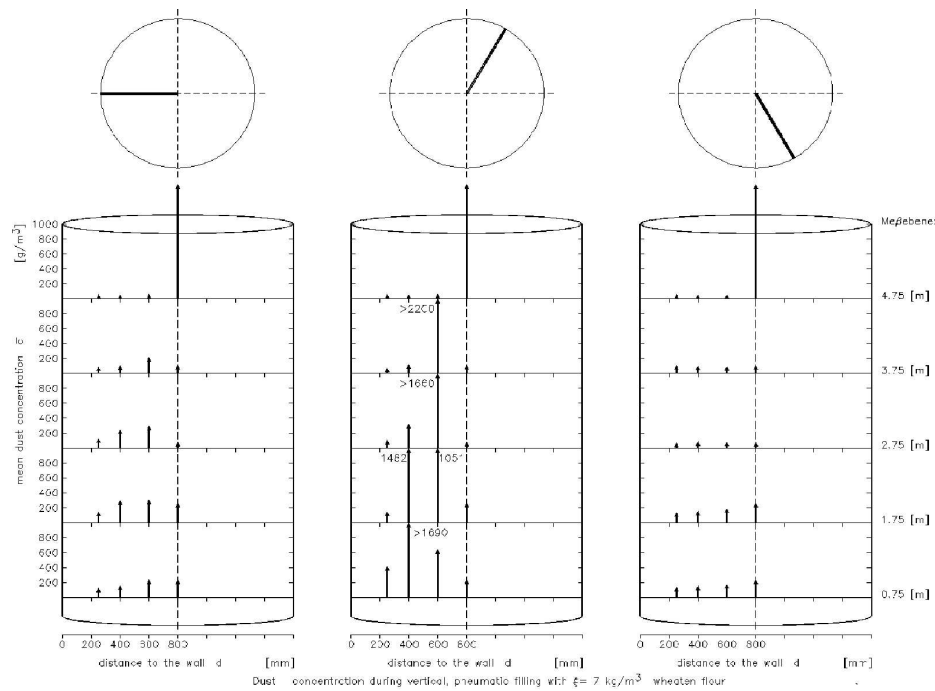 1000
800
600
400
200
[g/m³]
800
600
400
200
800
600
400
200
800
600
400
200
800
600
400
200
mean dust concentration
>2200
>1660
1482
1051
>1690
Meßebene:
4.75 [m]
3.75 [m]
2.75 [m]
1.75 [m]
0.75 [m]
0 200 400 600 800
0 200 400 600 800
0 200 400 600 800
distance to the wall d [mm]
distance to the wall d [mm]
distance to the wall d [mm]
Dust concentration during vertical, pneumatic filling with ξ= 7 kg/m³ wheaten flour